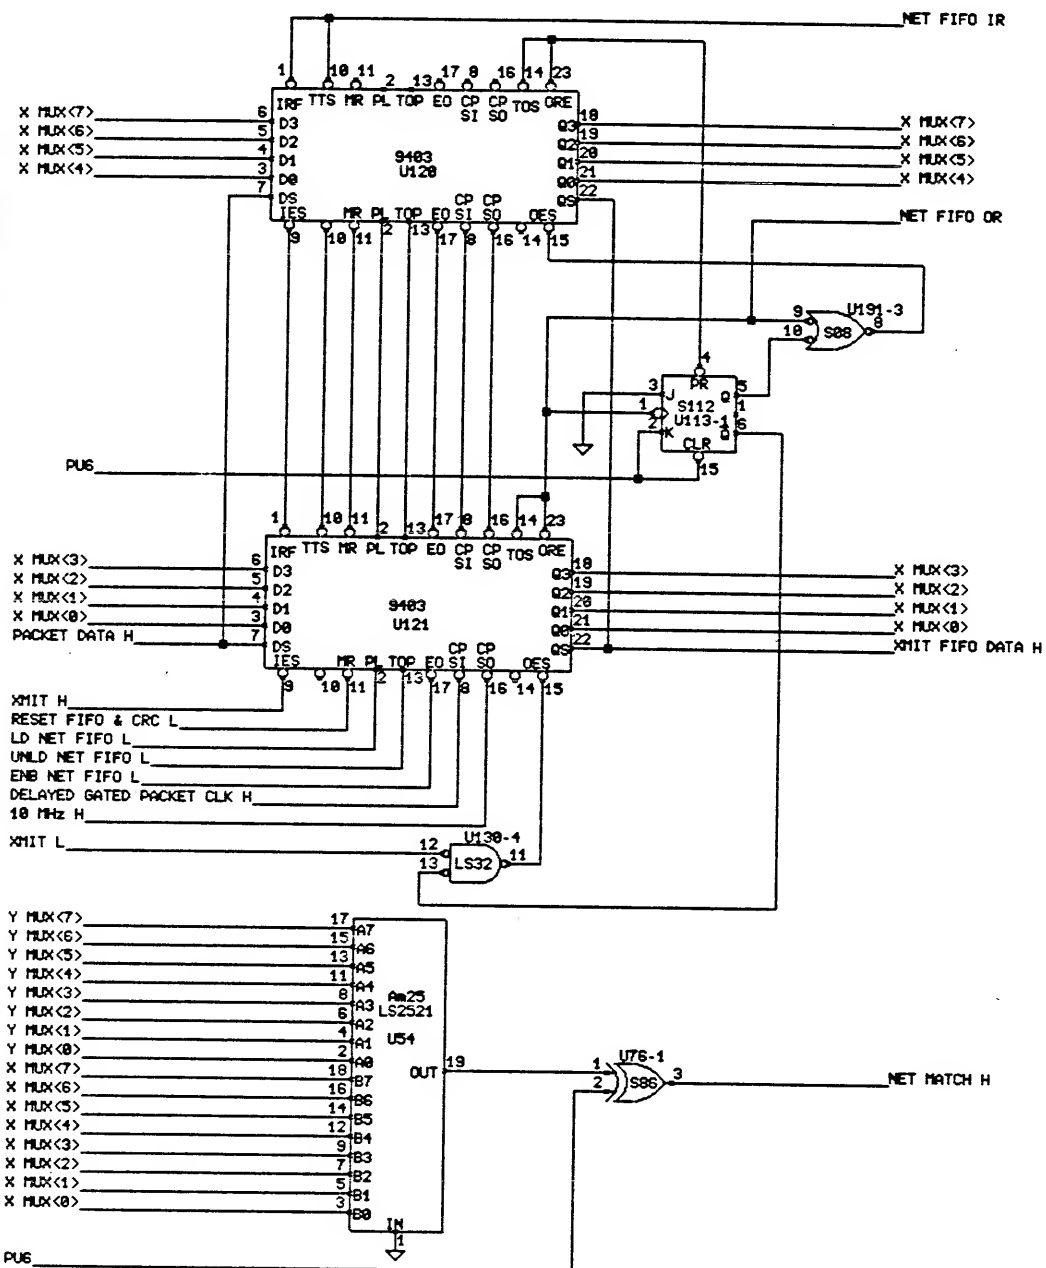 NET FIFO IR
1 10 11 2 13 17 8 16 14 23
IRF TTS MR PL TOP EO CP SI CP SO TOS ORE
X MUX<7> 6 D3 Q3 18 X MUX<7>
X MUX<6> 5 D2 Q2 19 X MUX<6>
X MUX<5> 4 D1 Q1 20 X MUX<5>
X MUX<4> 3 D0 Q0 21 X MUX<4>
9403
U120
7 DS QS 22
IES MR PL TOP EO CP SI CP SO OES
9 10 11 2 13 17 8 16 14 15
NET FIFO OR
U191-3
9 10 S08 8
4
3 J PR Q 5
1 S112 1
2 K U113-1 Q 6
CLR
15
PU6
1 10 11 2 13 17 8 16 14 23
IRF TTS MR PL TOP EO CP SI CP SO TOS ORE
X MUX<3> 6 D3 Q3 18 X MUX<3>
X MUX<2> 5 D2 Q2 19 X MUX<2>
X MUX<1> 4 D1 Q1 20 X MUX<1>
X MUX<0> 3 D0 Q0 21 X MUX<0>
9403
U121
PACKET DATA H 7 DS QS 22 XMIT FIFO DATA H
IES MR PL TOP EO CP SI CP SO OES
9 10 11 2 13 17 8 16 14 15
XMIT H
RESET FIFO & CRC L
LD NET FIFO L
UNLD NET FIFO L
ENB NET FIFO L
DELAYED GATED PACKET CLK H
10 MHz H
U130-4
XMIT L 12 13 LS32 11
Y MUX<7> 17 A7
Y MUX<6> 15 A6
Y MUX<5> 13 A5
Y MUX<4> 11 A4
Y MUX<3> 8 A3
Y MUX<2> 6 A2
Y MUX<1> 4 A1
Y MUX<0> 2 A0
X MUX<7> 18 B7
X MUX<6> 16 B6
X MUX<5> 14 B5
X MUX<4> 12 B4
X MUX<3> 9 B3
X MUX<2> 7 B2
X MUX<1> 5 B1
X MUX<0> 3 B0
Am25
LS2521
U54
OUT 19
IN
1
U76-1
1 2 S86 3 NET MATCH H
PU6